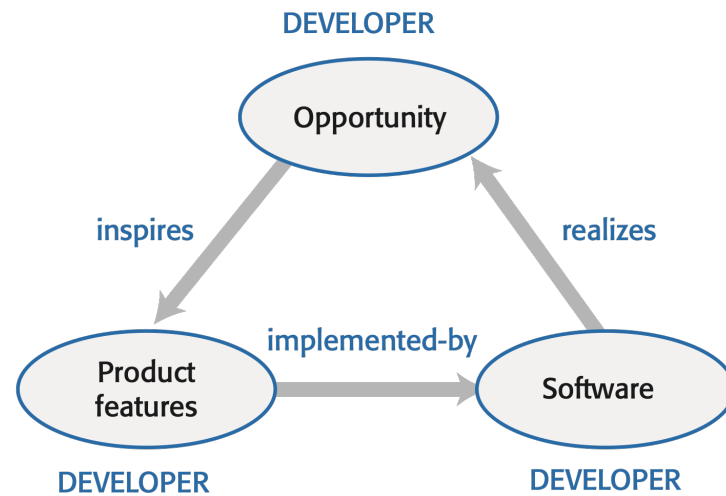 DEVELOPER
Opportunity
inspires
realizes
implemented-by
Product
features
Software
DEVELOPER
DEVELOPER